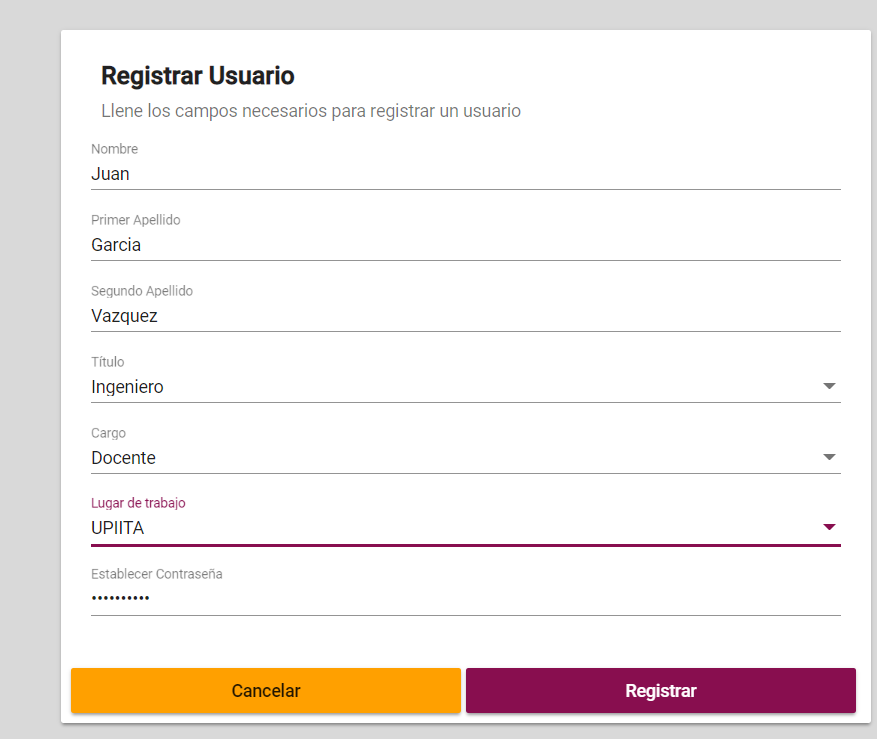 Registrar Usuario
Llene los campos necesarios para registrar un usuario
Nombre
Juan
Primer Apellido
Garcia
Segundo Apellido
Vazquez
Título
Ingeniero
Cargo
Docente
Lugar de trabajo
UPIITA
Establecer Contraseña
••••••••••
Cancelar
Registrar